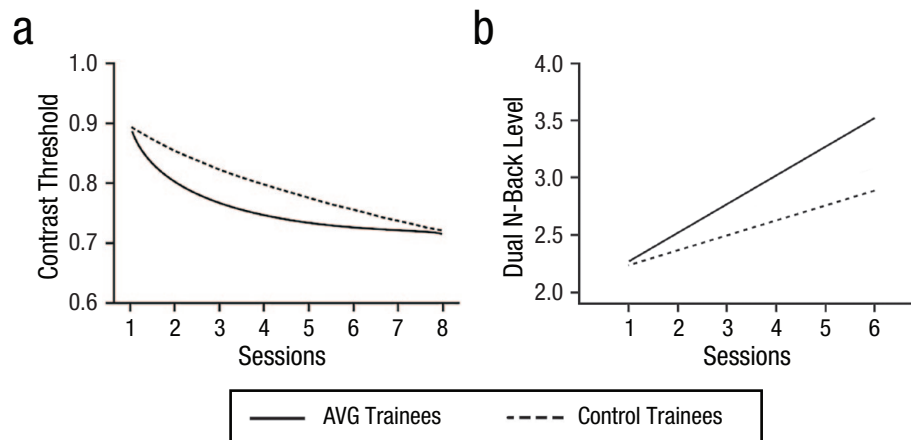 a
b
Contrast Threshold
1.0
0.9
0.8
0.7
0.6
1 2 3 4 5 6 7 8
Sessions
Dual N-Back Level
4.0
3.5
3.0
2.5
2.0
1 2 3 4 5 6
Sessions
AVG Trainees
Control Trainees